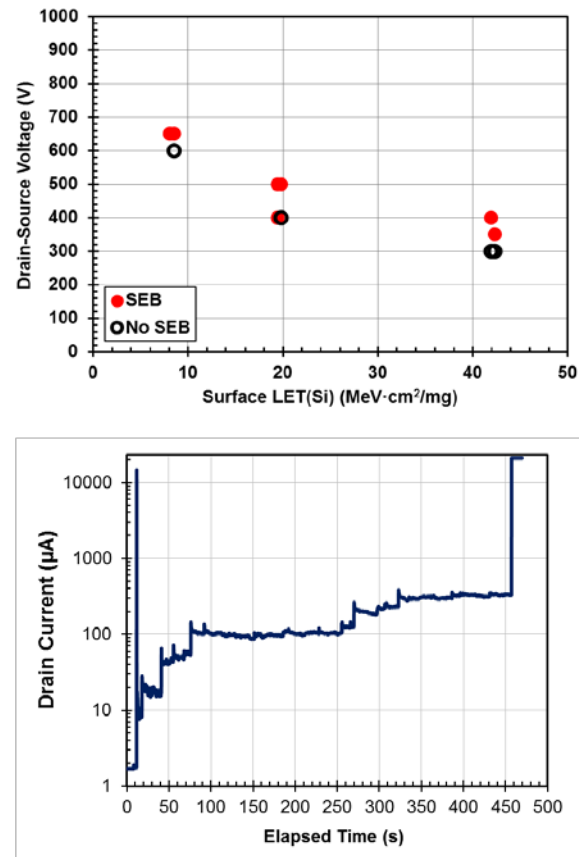 1000
900
800
700
600
500
400
300
200
100
0
Drain-Source Voltage (V)
SEB
No SEB
0 10 20 30 40 50
Surface LET(Si) (MeV·cm²/mg)
10000
1000
100
10
1
Drain Current (µA)
0 50 100 150 200 250 300 350 400 450 500
Elapsed Time (s)